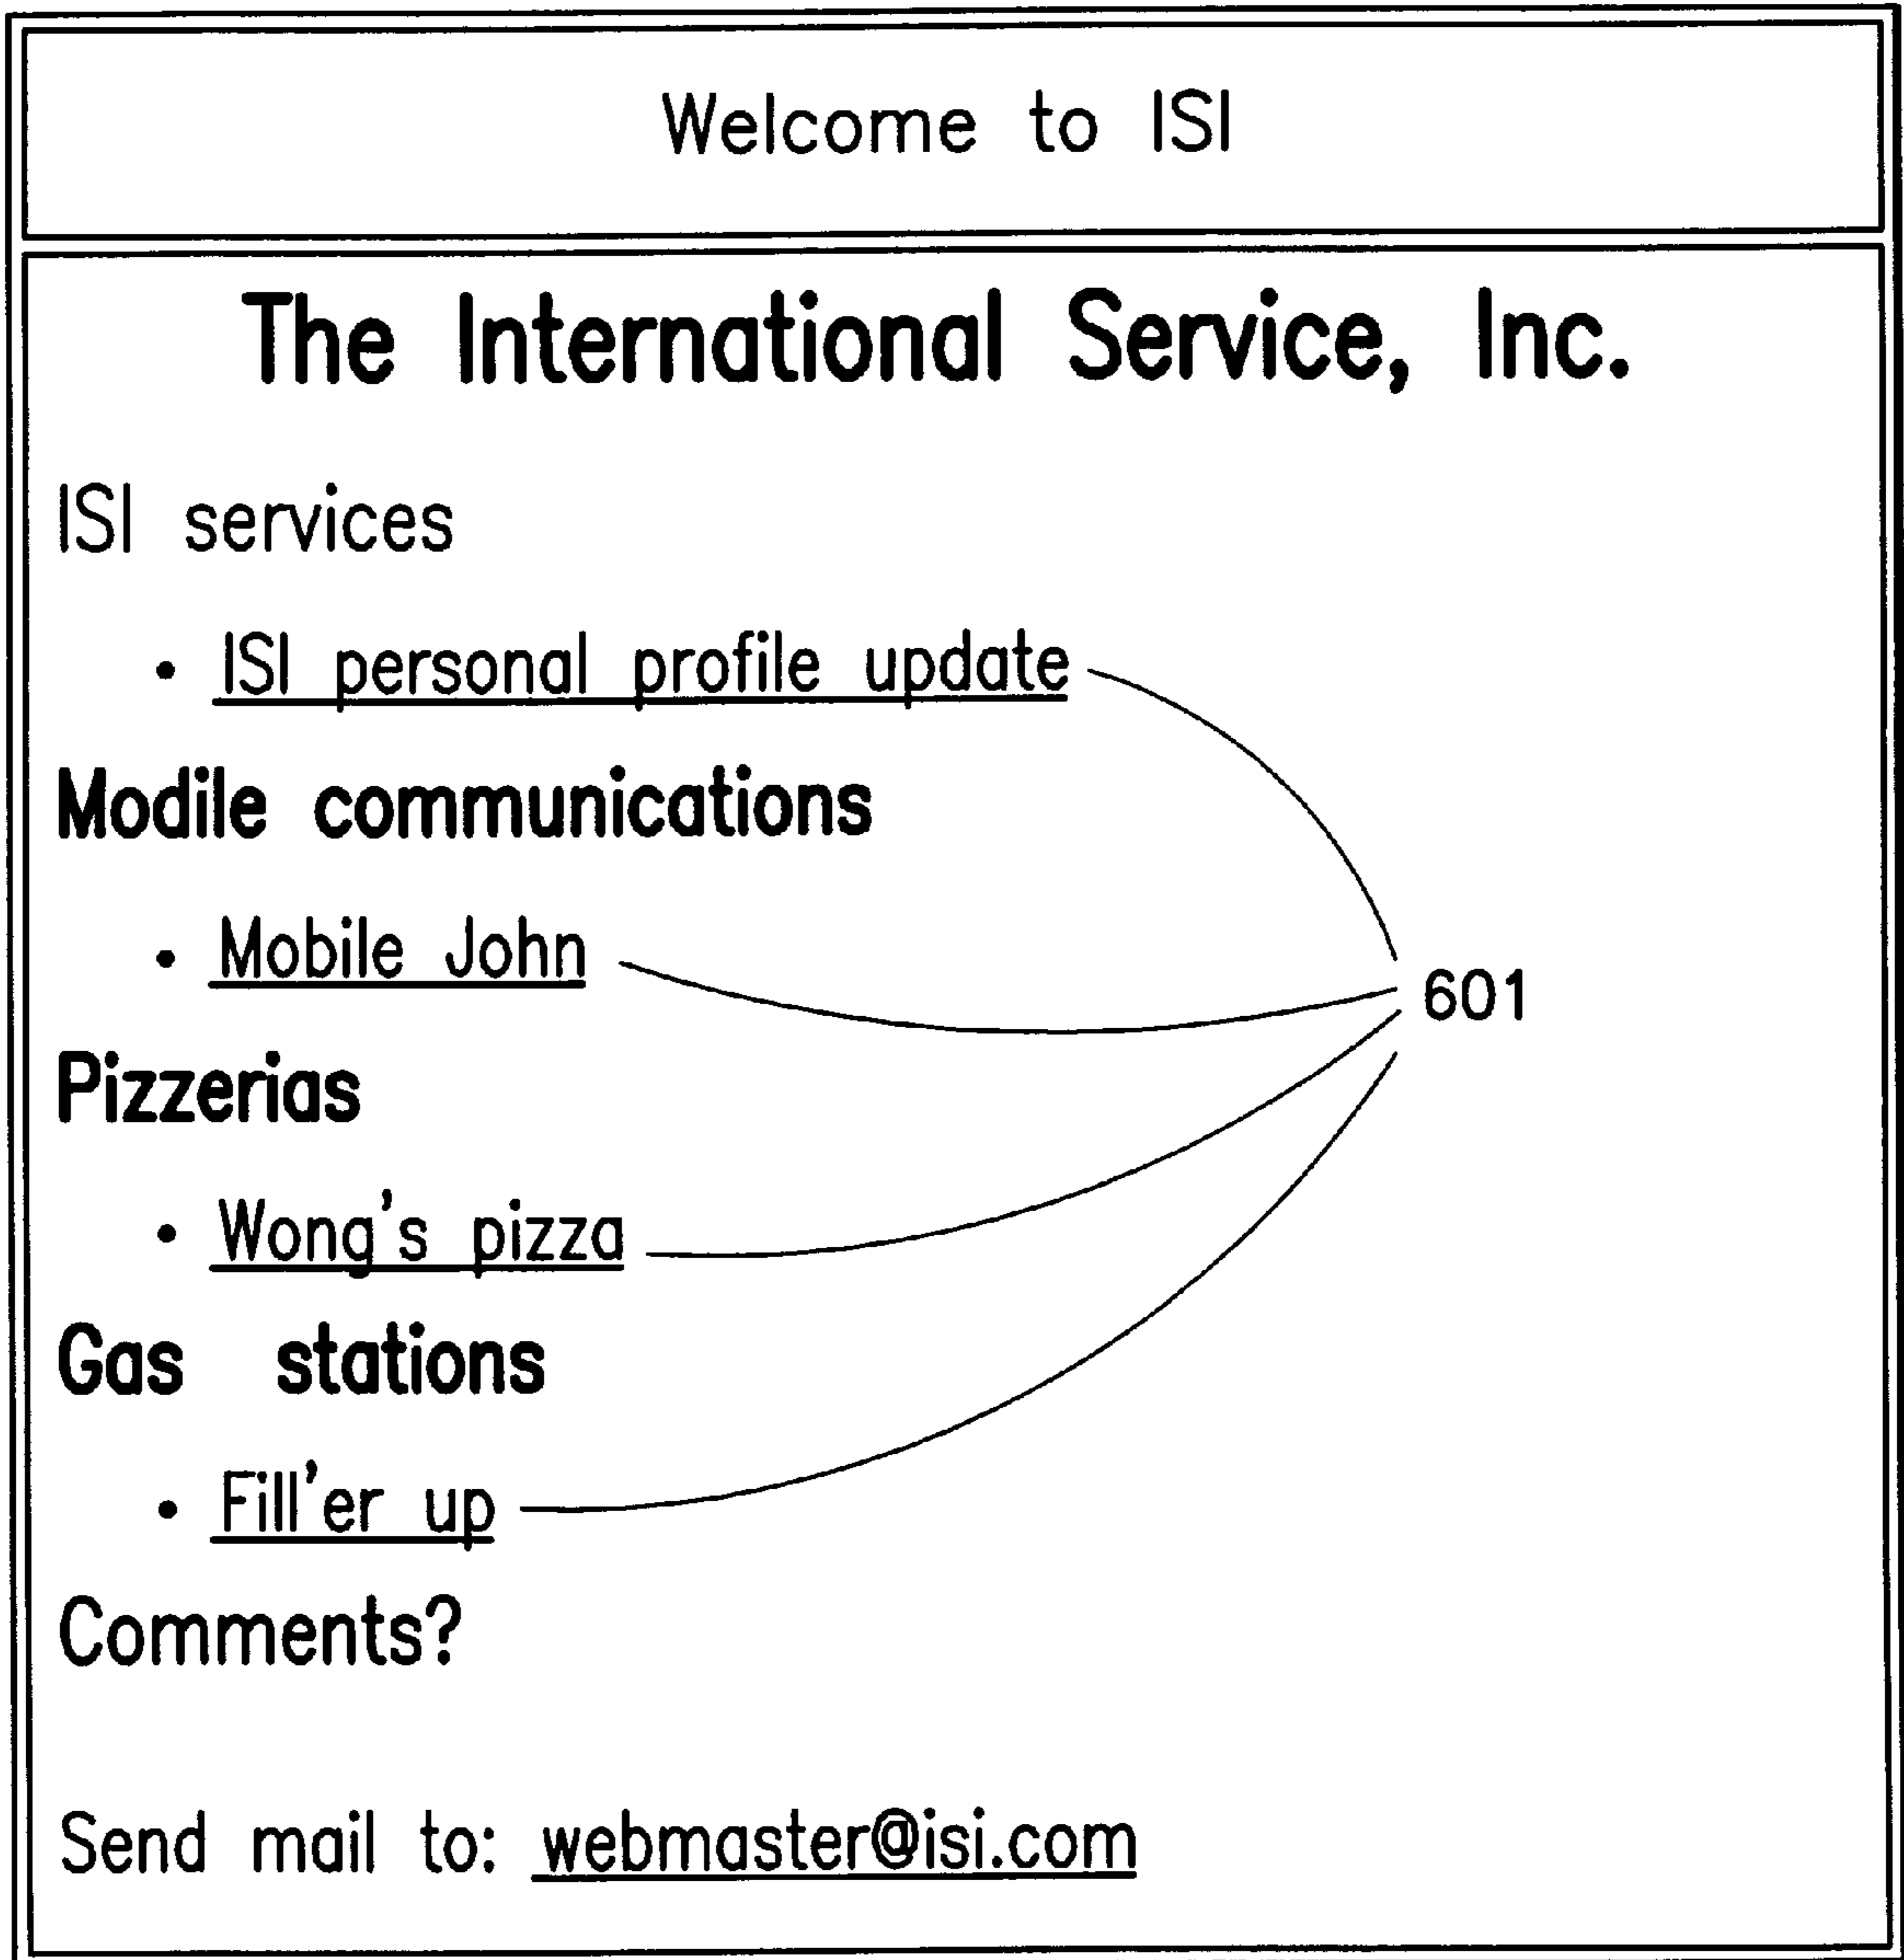 Welcome to ISI
The International Service, Inc.
ISI services
• ISI personal profile update
Modile communications
• Mobile John
601
Pizzerias
• Wong's pizza
Gas stations
• Fill'er up
Comments?
Send mail to: webmaster@isi.com